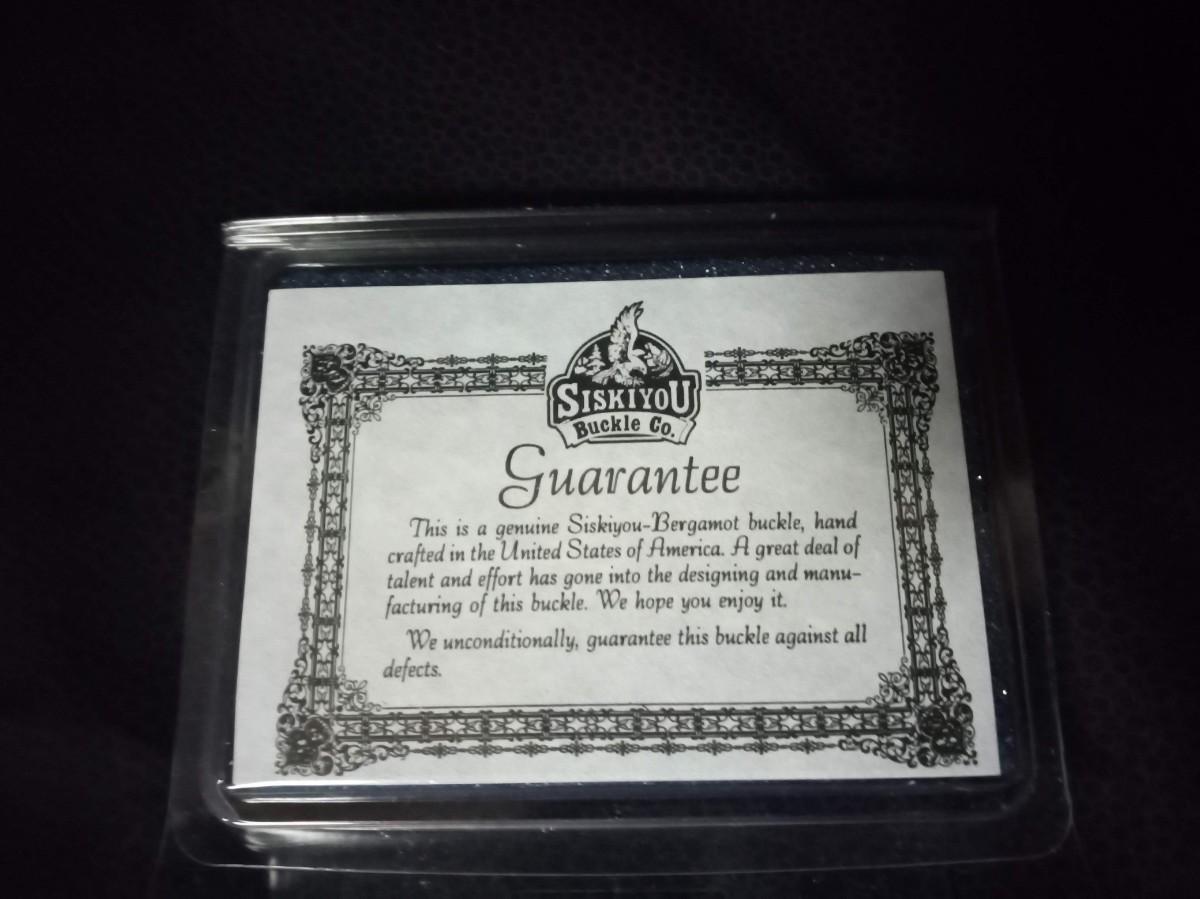 SISKIYOU
Buckle Co.
Guarantee
This is a genuine Siskiyou-Bergamot buckle, hand
crafted in the United States of America. A great deal of
talent and effort has gone into the designing and manu-
facturing of this buckle. We hope you enjoy it.
We unconditionally, guarantee this buckle against all
defects.